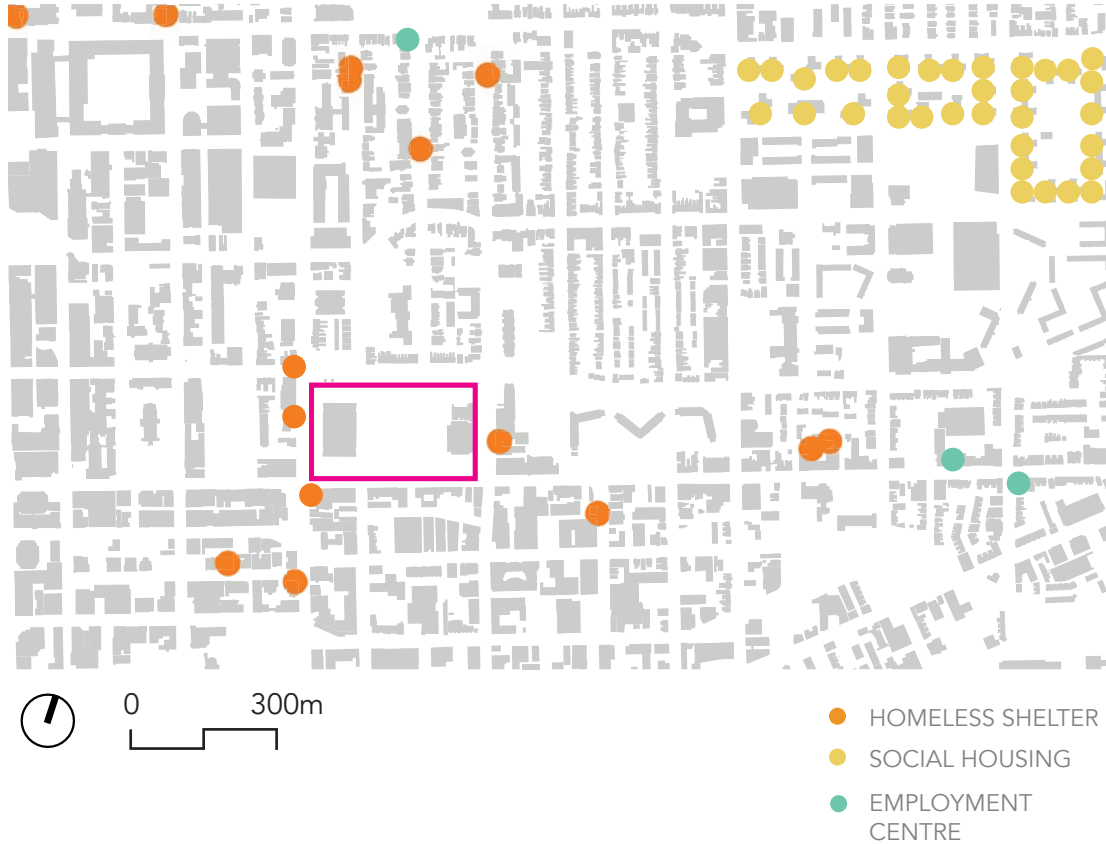 0 300m
HOMELESS SHELTER
SOCIAL HOUSING
EMPLOYMENT
CENTRE